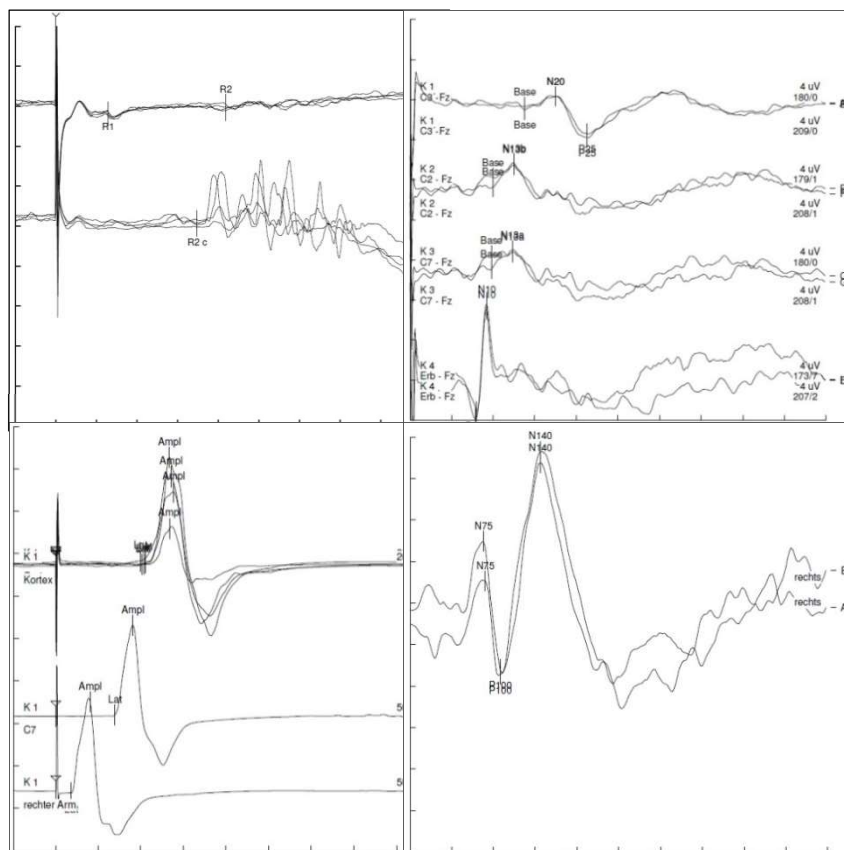 R2
R1
R2 c
K 1
C3'-Fz
Base
N20
4 uV
180/0
K 1
C3'-Fz
Base
P25
4 uV
209/0
K 2
C2 - Fz
Base
N13b
4 uV
179/1
K 2
C2 - Fz
Base
4 uV
208/1
K 3
C7 - Fz
Base
N13a
4 uV
180/0
K 3
C7 - Fz
Base
4 uV
208/1
N10
N10
K 4
Erb - Fz
4 uV
173/7
K 4
Erb - Fz
4 uV
207/2
Ampl
Ampl
Ampl
Ampl
K 1
Kortex
Ampl
Lat
K 1
C7
Ampl
K 1
rechter Arm
N140
N140
N75
N75
P100
P100
rechts
rechts